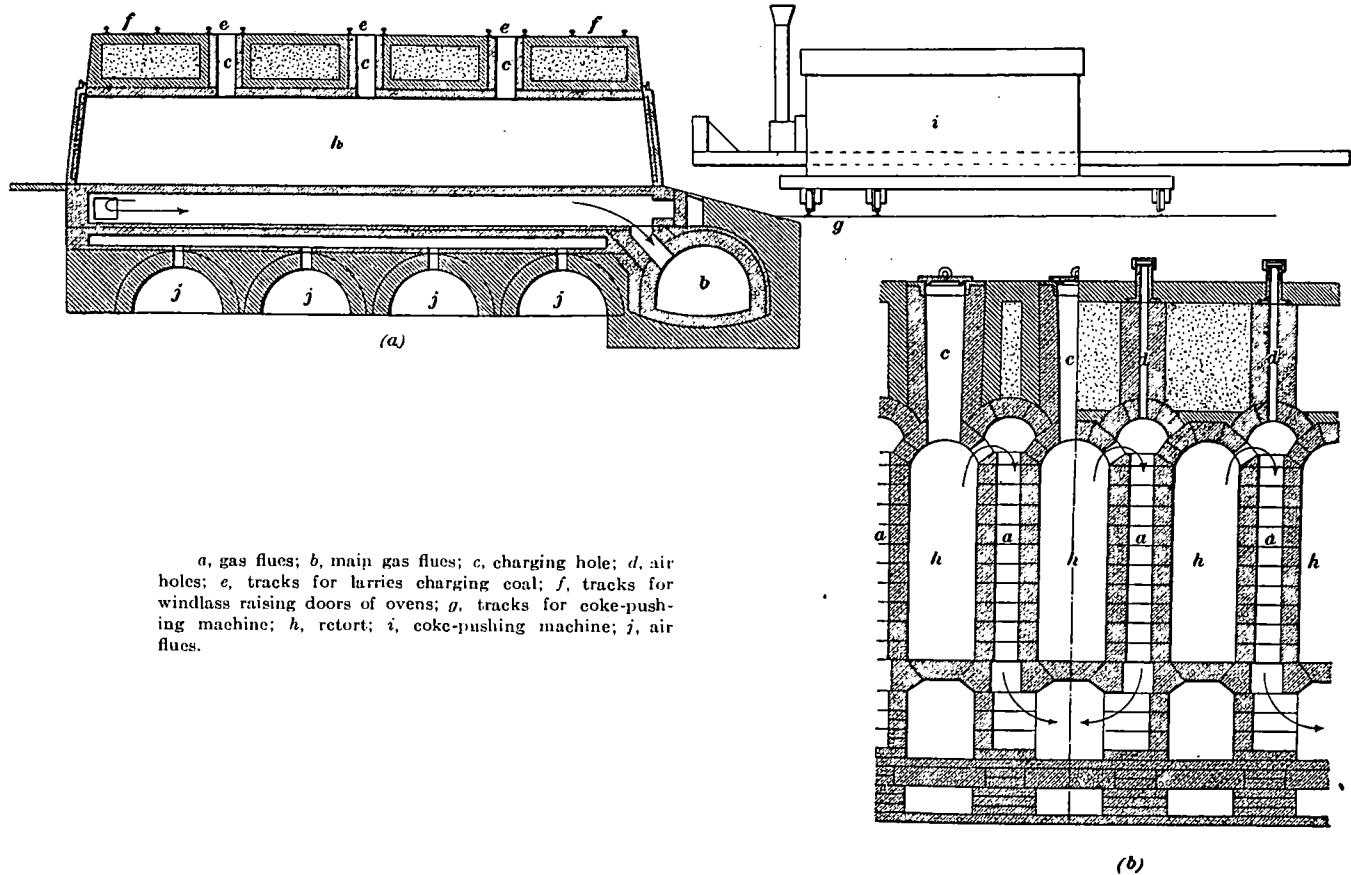 f e e e f
c c c
h
i
g
j j j j b
(a)
c c d d
a a a a
h h h h
(b)
a, gas flues; b, main gas flues; c, charging hole; d, air
holes; e, tracks for larries charging coal; f, tracks for
windlass raising doors of ovens; g, tracks for coke-push-
ing machine; h, retort; i, coke-pushing machine; j, air
flues.